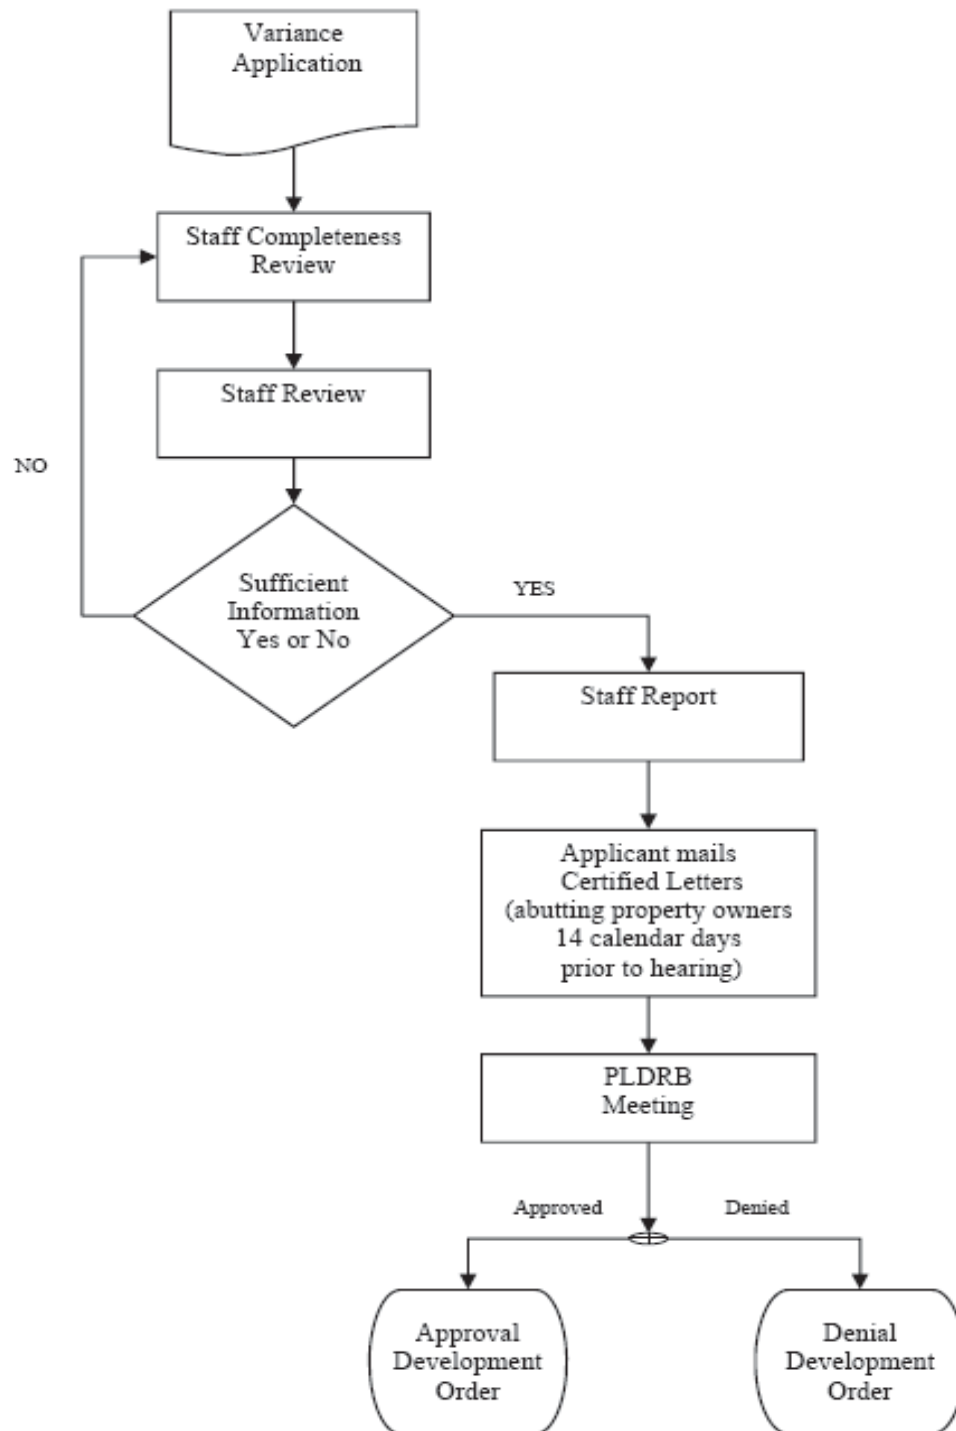 Variance
Application
Staff Completeness
Review
Staff Review
NO
Sufficient
Information
Yes or No
YES
Staff Report
Applicant mails
Certified Letters
(abutting property owners
14 calendar days
prior to hearing)
PLDRB
Meeting
Approved
Denied
Approval
Development
Order
Denial
Development
Order